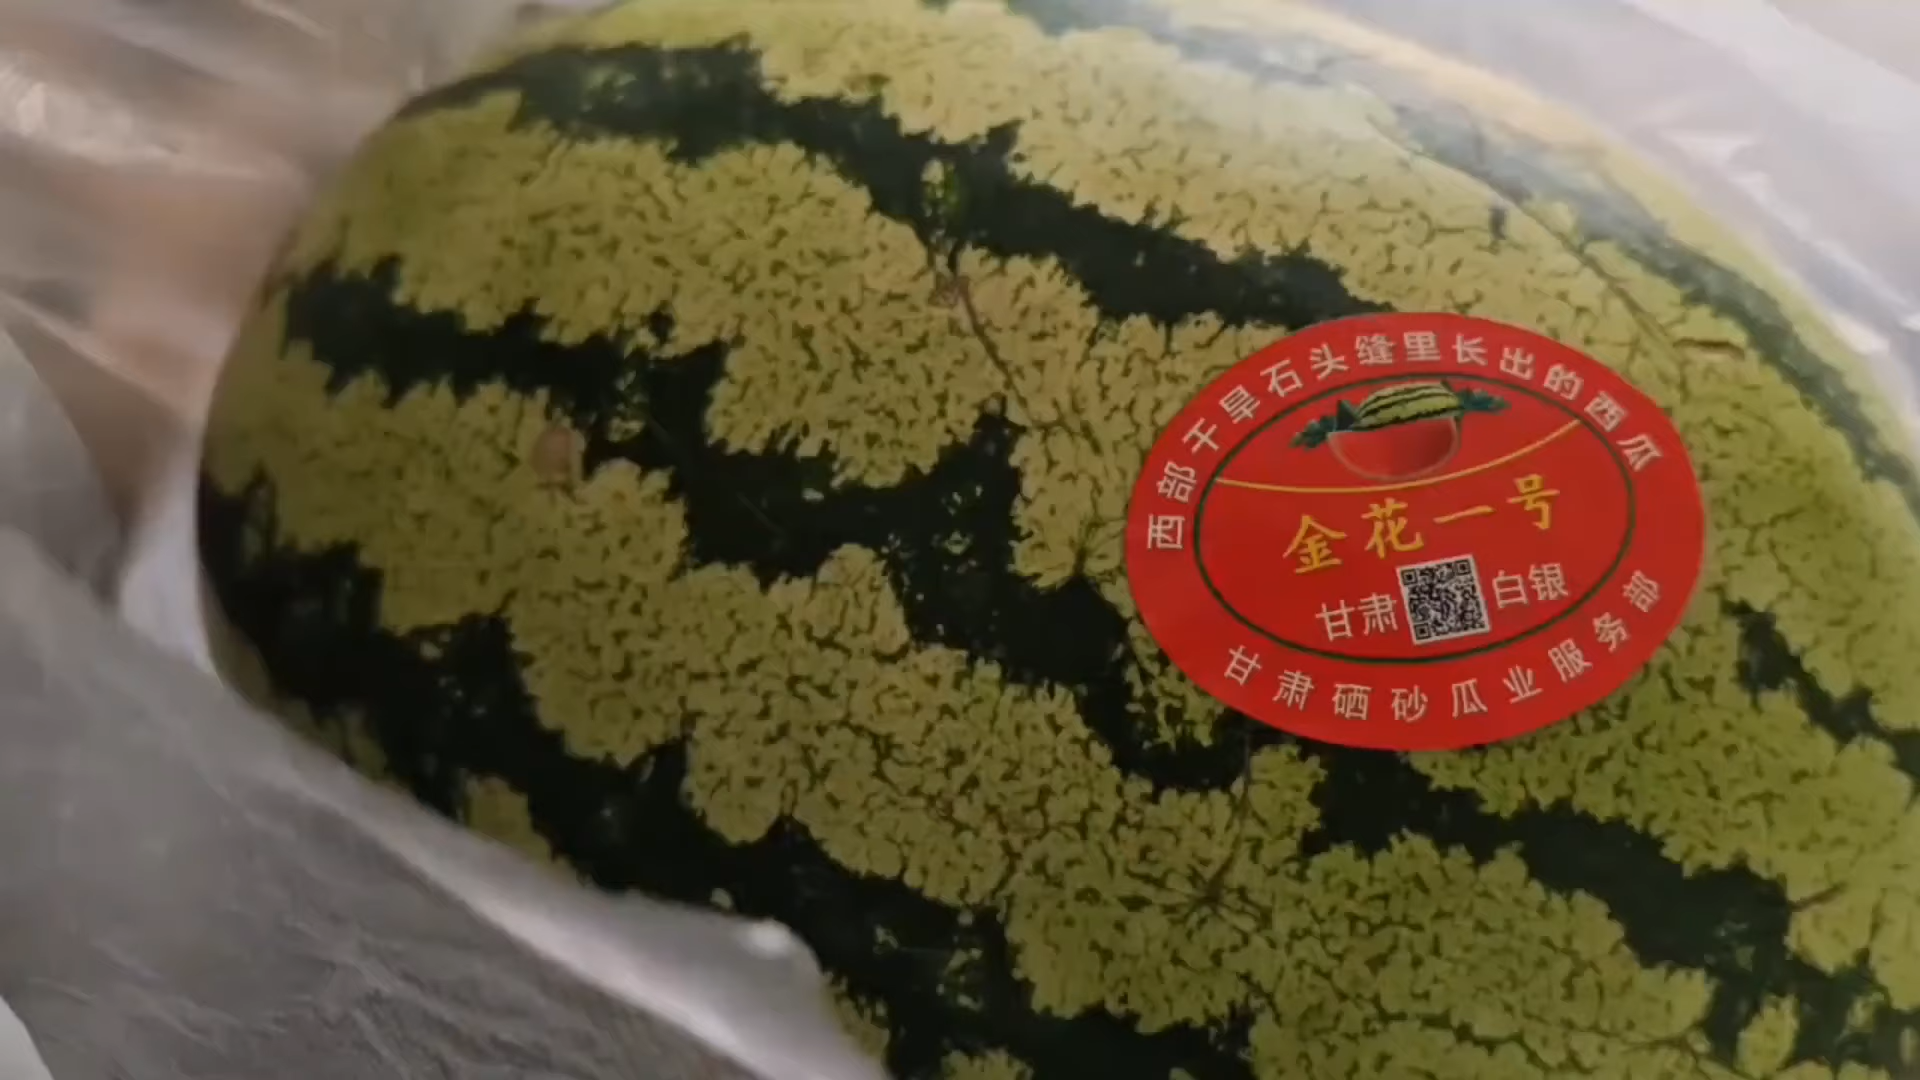 西部干旱石头缝里长出的西瓜
金花一号
甘肃 白银
甘肃硒砂瓜业服务部